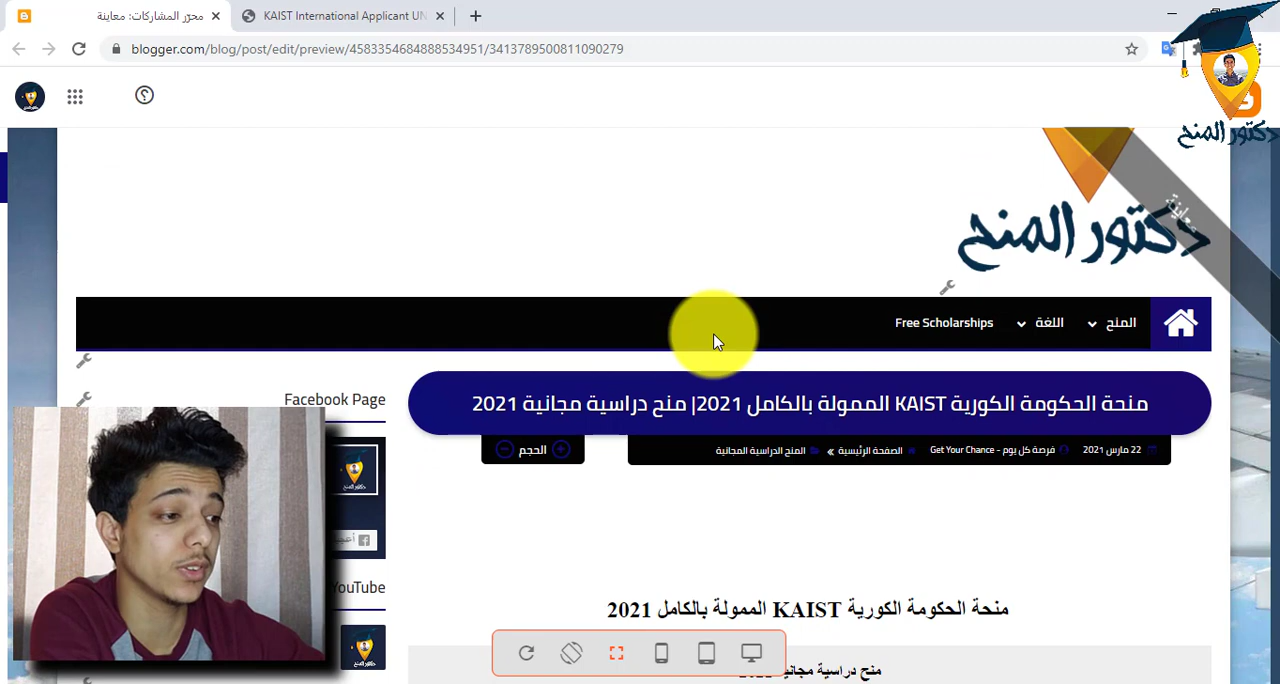 محرّر المشاركات: معاينة
KAIST International Applicant UN
blogger.com/blog/post/edit/preview/4583354684888534951/3413789500811090279
دكتور المنح
معاينة
دكتور المنح
المنح
اللغة
Free Scholarships
منحة الحكومة الكورية KAIST الممولة بالكامل 2021| منح دراسية مجانية 2021
22 مارس 2021
فرصة كل يوم - Get Your Chance
الصفحة الرئيسية
المنح الدراسية المجانية
الحجم
Facebook Page
YouTube
منحة الحكومة الكورية KAIST الممولة بالكامل 2021
منح دراسية مجانية